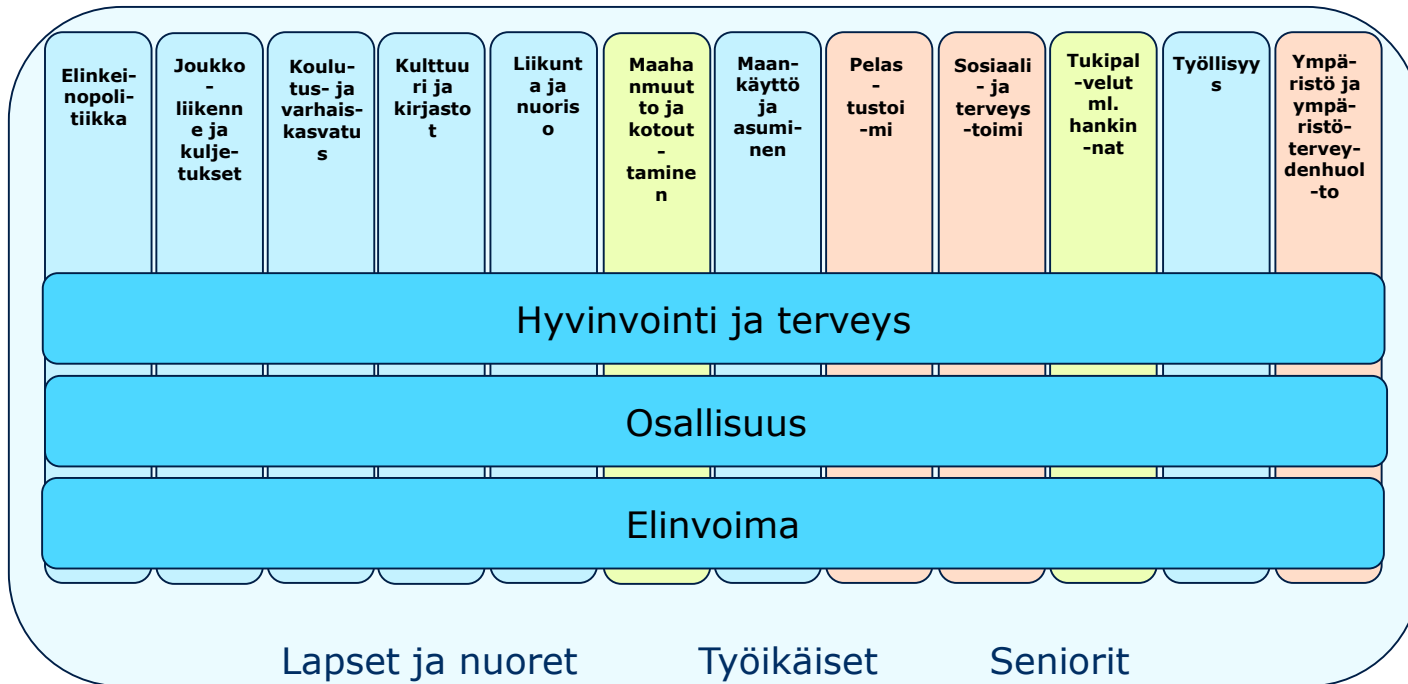 Elinkei-
nopoli-
tiikka
Joukko
-
liikenn
e ja
kulje-
tukset
Koulu-
tus- ja
varhais-
kasvatu
s
Kulttuu
ri ja
kirjasto
t
Liikunt
a ja
nuoris
o
Maaha
nmuut
to ja
kotout
-
tamine
n
Maan-
käyttö
ja
asumi-
nen
Pelas
-
tustoi
-mi
Sosiaali
- ja
terveys
-toimi
Tukipal
-velut
ml.
hankin
-nat
Työllisyy
s
Ympä-
ristö ja
ympä-
ristö-
tervey-
denhuol
-to
Hyvinvointi ja terveys
Osallisuus
Elinvoima
Lapset ja nuoret Työikäiset Seniorit